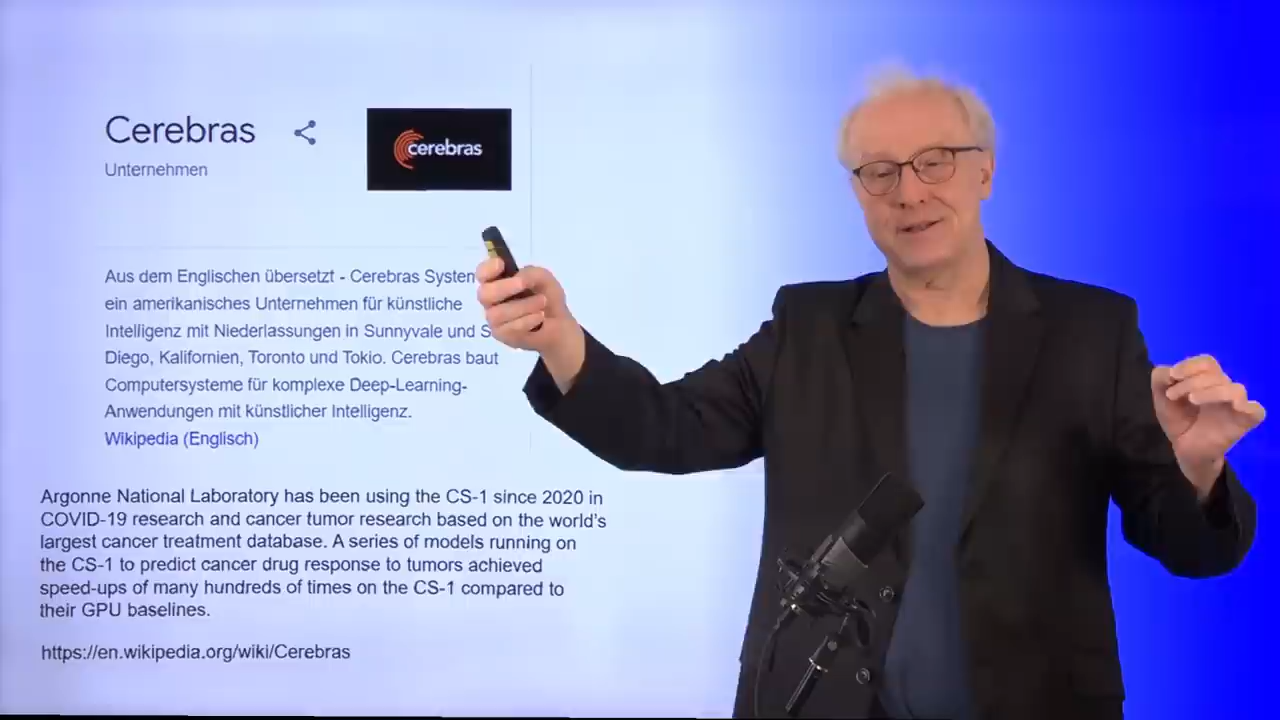 Cerebras
cerebras
Unternehmen
Aus dem Englischen übersetzt - Cerebras
ein amerikanisches Unternehmen für künstliche
Intelligenz mit Niederlassungen in Sunnyvale und
Diego, Kalifornien, Toronto und Tokio. Cerebras baut
Computersysteme für komplexe Deep-Learning-
Anwendungen mit künstlicher Intelligenz.
Wikipedia (Englisch)
Argonne National Laboratory has been using the CS-1 since 2020 in
COVID-19 research and cancer tumor research based on the world's
largest cancer treatment database. A series of models running on
the CS-1 to predict cancer drug response to tumors achieved
speed-ups of many hundreds of times on the CS-1 compared to
their GPU baselines.
https://en.wikipedia.org/wiki/Cerebras